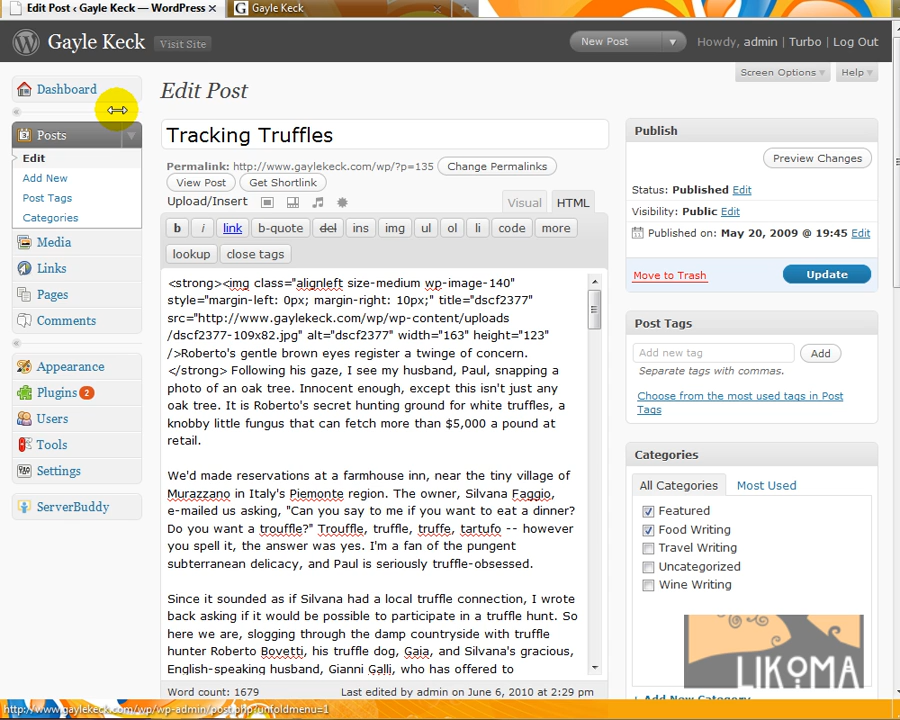 Edit Post ‹ Gayle Keck — WordPress ×
G Gayle Keck
Gayle Keck Visit Site
New Post
Howdy, admin | Turbo | Log Out
Screen Options Help
Dashboard
Posts
Edit
Add New
Post Tags
Categories
Media
Links
Pages
Comments
Appearance
Plugins 2
Users
Tools
Settings
ServerBuddy
Edit Post
Tracking Truffles
Permalink: http://www.gaylekeck.com/wp/?p=135 Change Permalinks
View Post Get Shortlink
Upload/Insert
Visual HTML
b i link b-quote del ins img ul ol li code more
lookup close tags
<strong><img class="alignleft size-medium wp-image-140"
style="margin-left: 0px; margin-right: 10px;" title="dscf2377"
src="http://www.gaylekeck.com/wp/wp-content/uploads
/dscf2377-109x82.jpg" alt="dscf2377" width="163" height="123"
/>Roberto's gentle brown eyes register a twinge of concern.
</strong> Following his gaze, I see my husband, Paul, snapping a
photo of an oak tree. Innocent enough, except this isn't just any
oak tree. It is Roberto's secret hunting ground for white truffles, a
knobby little fungus that can fetch more than $5,000 a pound at
retail.
We'd made reservations at a farmhouse inn, near the tiny village of
Murazzano in Italy's Piemonte region. The owner, Silvana Faggio,
e-mailed us asking, "Can you say to me if you want to eat a dinner?
Do you want a trouffle?" Trouffle, truffle, truffe, tartufo -- however
you spell it, the answer was yes. I'm a fan of the pungent
subterranean delicacy, and Paul is seriously truffle-obsessed.
Since it sounded as if Silvana had a local truffle connection, I wrote
back asking if it would be possible to participate in a truffle hunt. So
here we are, slogging through the damp countryside with truffle
hunter Roberto Bovetti, his truffle dog, Gaia, and Silvana's gracious,
English-speaking husband, Gianni Galli, who has offered to
Word count: 1679 Last edited by admin on June 6, 2010 at 2:29 pm
Publish
Preview Changes
Status: Published Edit
Visibility: Public Edit
Published on: May 20, 2009 @ 19:45 Edit
Move to Trash Update
Post Tags
Add new tag Add
Separate tags with commas.
Choose from the most used tags in Post
Tags
Categories
All Categories Most Used
Featured
Food Writing
Travel Writing
Uncategorized
Wine Writing
LIKOMA
+ Add New Category
http://www.gaylekeck.com/wp/wp-admin/post.php?unfoldmenu=1